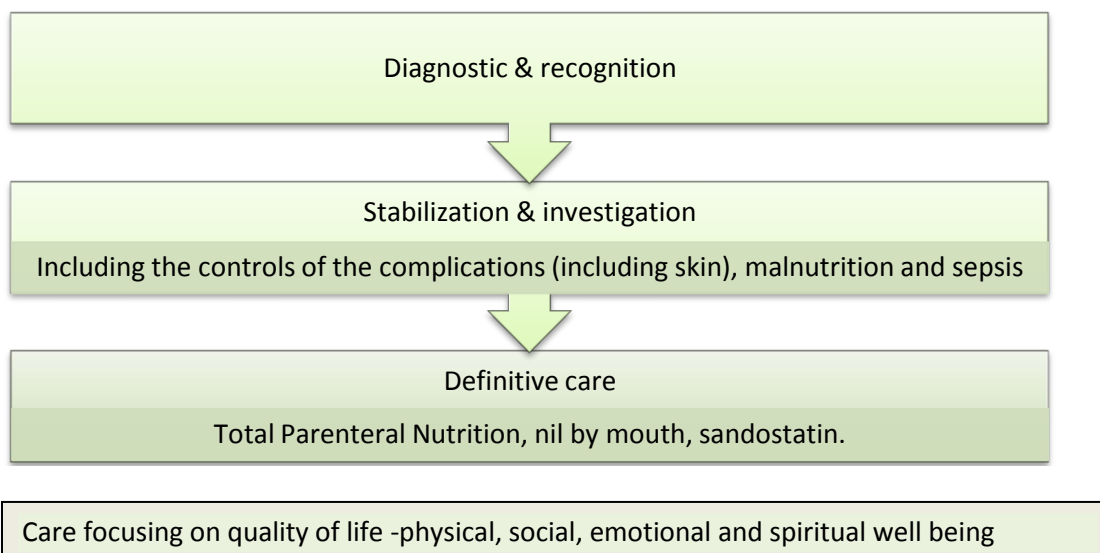 Diagnostic & recognition
Stabilization & investigation
Including the controls of the complications (including skin), malnutrition and sepsis
Definitive care
Total Parenteral Nutrition, nil by mouth, sandostatin.
Care focusing on quality of life -physical, social, emotional and spiritual well being